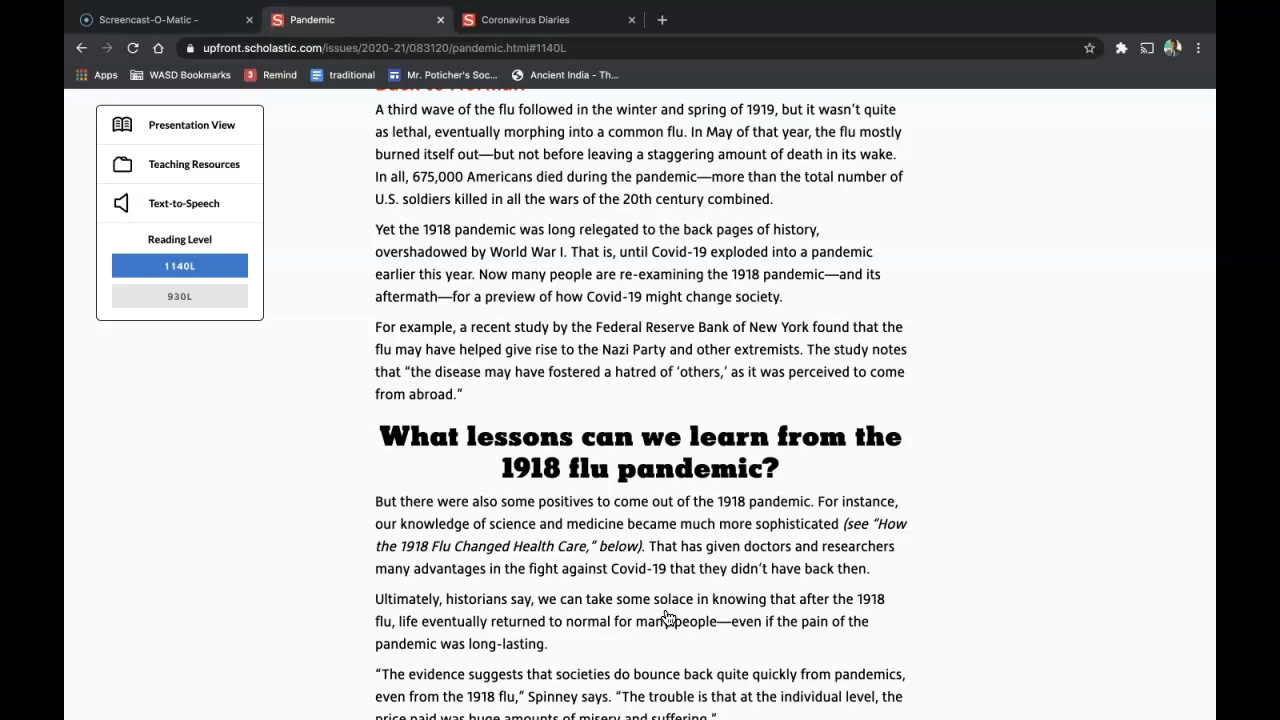 Screencast-O-Matic -
Pandemic
Coronavirus Diaries
upfront.scholastic.com/issues/2020-21/083120/pandemic.html#1140L
Apps
WASD Bookmarks
3 Remind
traditional
Mr. Poticher's Soc...
Ancient India - Th...
Presentation View
Teaching Resources
Text-to-Speech
Reading Level
1140L
930L
Back to Normal?
A third wave of the flu followed in the winter and spring of 1919, but it wasn’t quite
as lethal, eventually morphing into a common flu. In May of that year, the flu mostly
burned itself out—but not before leaving a staggering amount of death in its wake.
In all, 675,000 Americans died during the pandemic—more than the total number of
U.S. soldiers killed in all the wars of the 20th century combined.
Yet the 1918 pandemic was long relegated to the back pages of history,
overshadowed by World War I. That is, until Covid-19 exploded into a pandemic
earlier this year. Now many people are re-examining the 1918 pandemic—and its
aftermath—for a preview of how Covid-19 might change society.
For example, a recent study by the Federal Reserve Bank of New York found that the
flu may have helped give rise to the Nazi Party and other extremists. The study notes
that “the disease may have fostered a hatred of ‘others,’ as it was perceived to come
from abroad.”
What lessons can we learn from the
1918 flu pandemic?
But there were also some positives to come out of the 1918 pandemic. For instance,
our knowledge of science and medicine became much more sophisticated (see “How
the 1918 Flu Changed Health Care,” below). That has given doctors and researchers
many advantages in the fight against Covid-19 that they didn’t have back then.
Ultimately, historians say, we can take some solace in knowing that after the 1918
flu, life eventually returned to normal for many people—even if the pain of the
pandemic was long-lasting.
“The evidence suggests that societies do bounce back quite quickly from pandemics,
even from the 1918 flu,” Spinney says. “The trouble is that at the individual level, the
price paid was huge amounts of misery and suffering.”